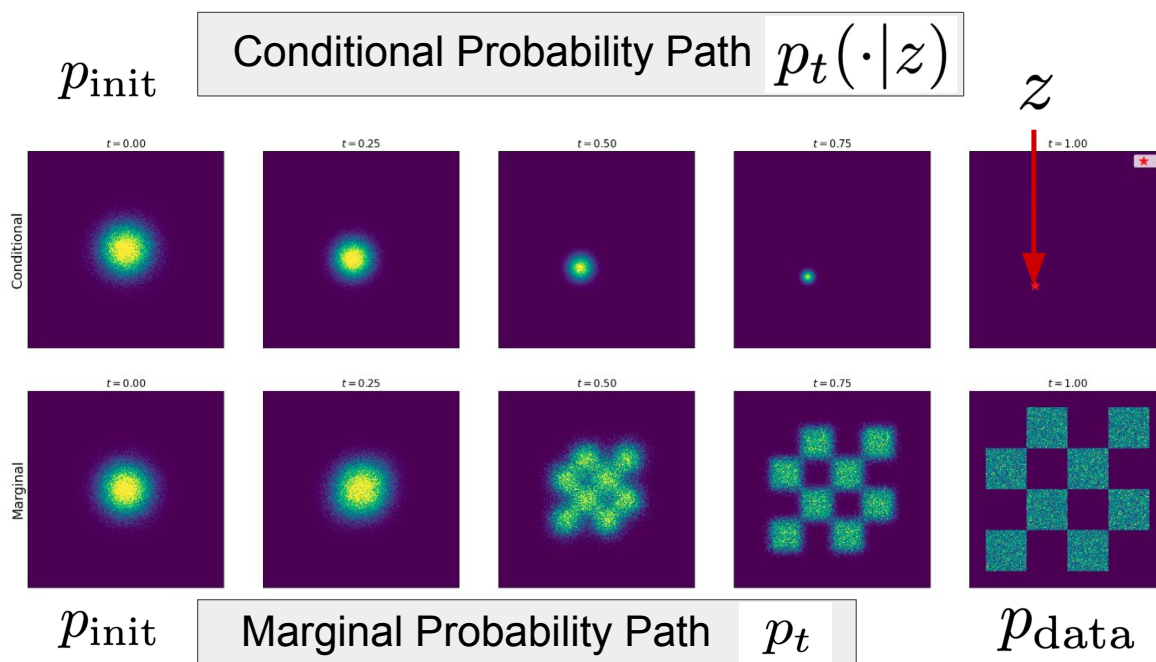 Conditional Probability Path p_t(·|z)
p_init
z
t = 0.00
t = 0.25
t = 0.50
t = 0.75
t = 1.00
Conditional
t = 0.00
t = 0.25
t = 0.50
t = 0.75
t = 1.00
Marginal
p_init
Marginal Probability Path p_t
p_data